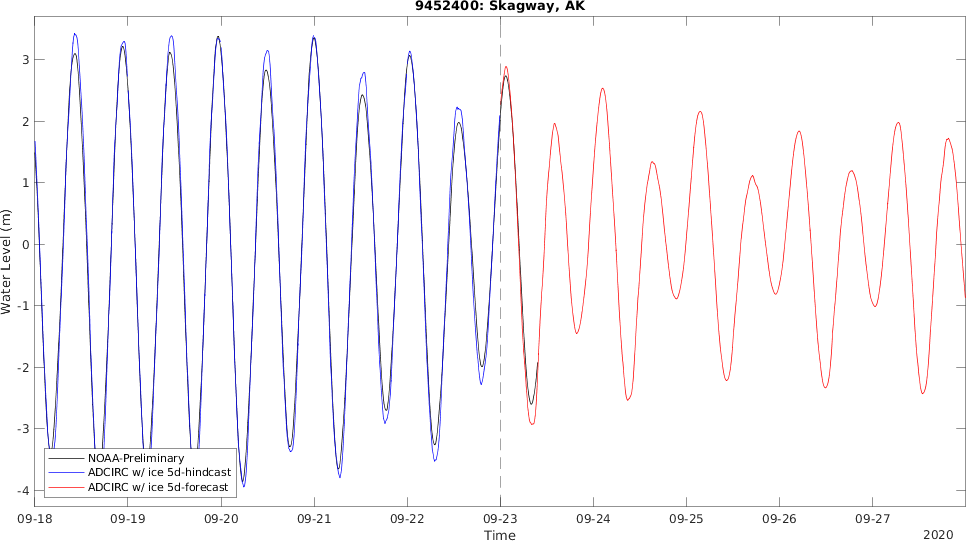 9452400: Skagway, AK
Water Level (m)
3
2
1
0
-1
-2
-3
-4
NOAA-Preliminary
ADCIRC w/ ice 5d-hindcast
ADCIRC w/ ice 5d-forecast
09-18 09-19 09-20 09-21 09-22 09-23 09-24 09-25 09-26 09-27
Time
2020